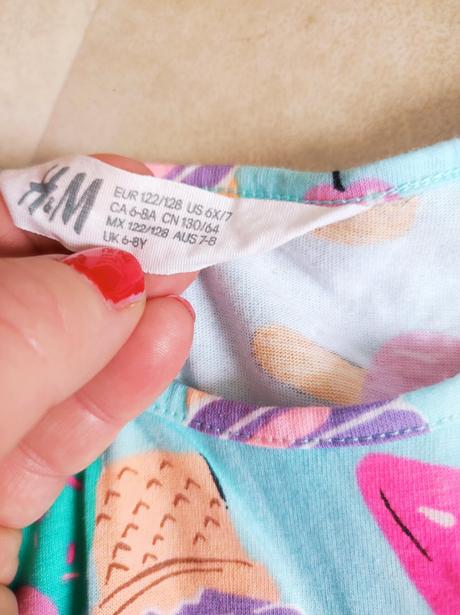 H&M
EUR 122/128 US 6X/7
CA 6-8A CN 130/64
MX 122/128 AUS 7-8
UK 6-8Y